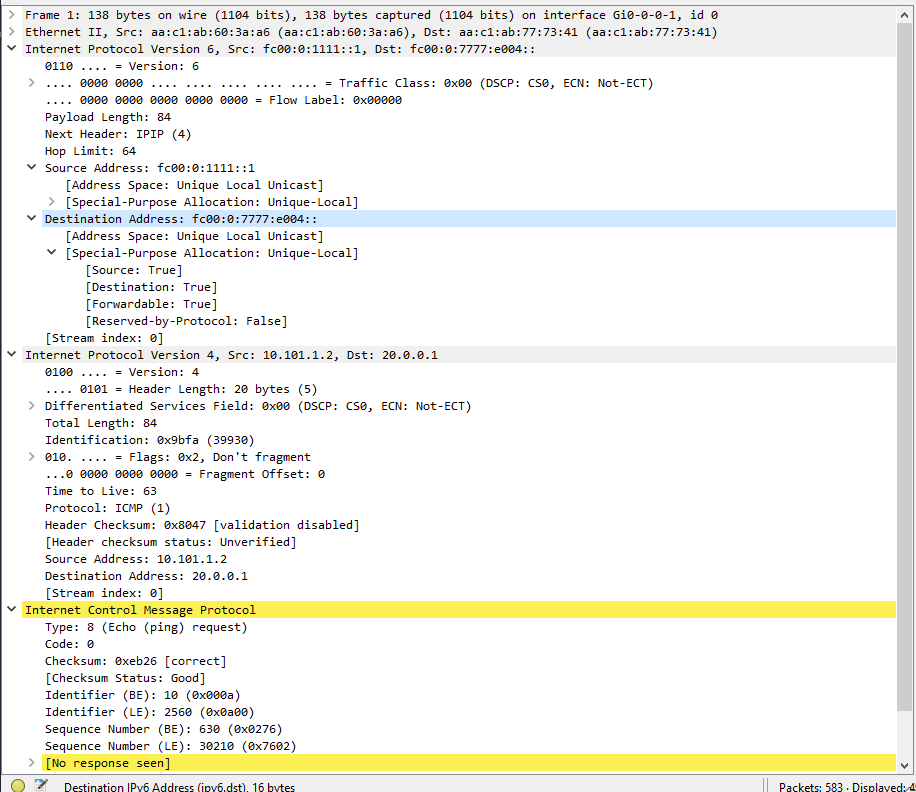 Frame 1: 138 bytes on wire (1104 bits), 138 bytes captured (1104 bits) on interface Gi0-0-0-1, id 0
Ethernet II, Src: aa:c1:ab:60:3a:a6 (aa:c1:ab:60:3a:a6), Dst: aa:c1:ab:77:73:41 (aa:c1:ab:77:73:41)
Internet Protocol Version 6, Src: fc00:0:1111::1, Dst: fc00:0:7777:e004::
0110 .... = Version: 6
.... 0000 0000 .... .... .... .... .... = Traffic Class: 0x00 (DSCP: CS0, ECN: Not-ECT)
.... 0000 0000 0000 0000 0000 = Flow Label: 0x00000
Payload Length: 84
Next Header: IPIP (4)
Hop Limit: 64
Source Address: fc00:0:1111::1
[Address Space: Unique Local Unicast]
[Special-Purpose Allocation: Unique-Local]
Destination Address: fc00:0:7777:e004::
[Address Space: Unique Local Unicast]
[Special-Purpose Allocation: Unique-Local]
[Source: True]
[Destination: True]
[Forwardable: True]
[Reserved-by-Protocol: False]
[Stream index: 0]
Internet Protocol Version 4, Src: 10.101.1.2, Dst: 20.0.0.1
0100 .... = Version: 4
.... 0101 = Header Length: 20 bytes (5)
Differentiated Services Field: 0x00 (DSCP: CS0, ECN: Not-ECT)
Total Length: 84
Identification: 0x9bfa (39930)
010. .... = Flags: 0x2, Don't fragment
...0 0000 0000 0000 = Fragment Offset: 0
Time to Live: 63
Protocol: ICMP (1)
Header Checksum: 0x8047 [validation disabled]
[Header checksum status: Unverified]
Source Address: 10.101.1.2
Destination Address: 20.0.0.1
[Stream index: 0]
Internet Control Message Protocol
Type: 8 (Echo (ping) request)
Code: 0
Checksum: 0xeb26 [correct]
[Checksum Status: Good]
Identifier (BE): 10 (0x000a)
Identifier (LE): 2560 (0x0a00)
Sequence Number (BE): 630 (0x0276)
Sequence Number (LE): 30210 (0x7602)
[No response seen]
Destination IPv6 Address (ipv6.dst), 16 bytes
Packets: 583 · Displayed: